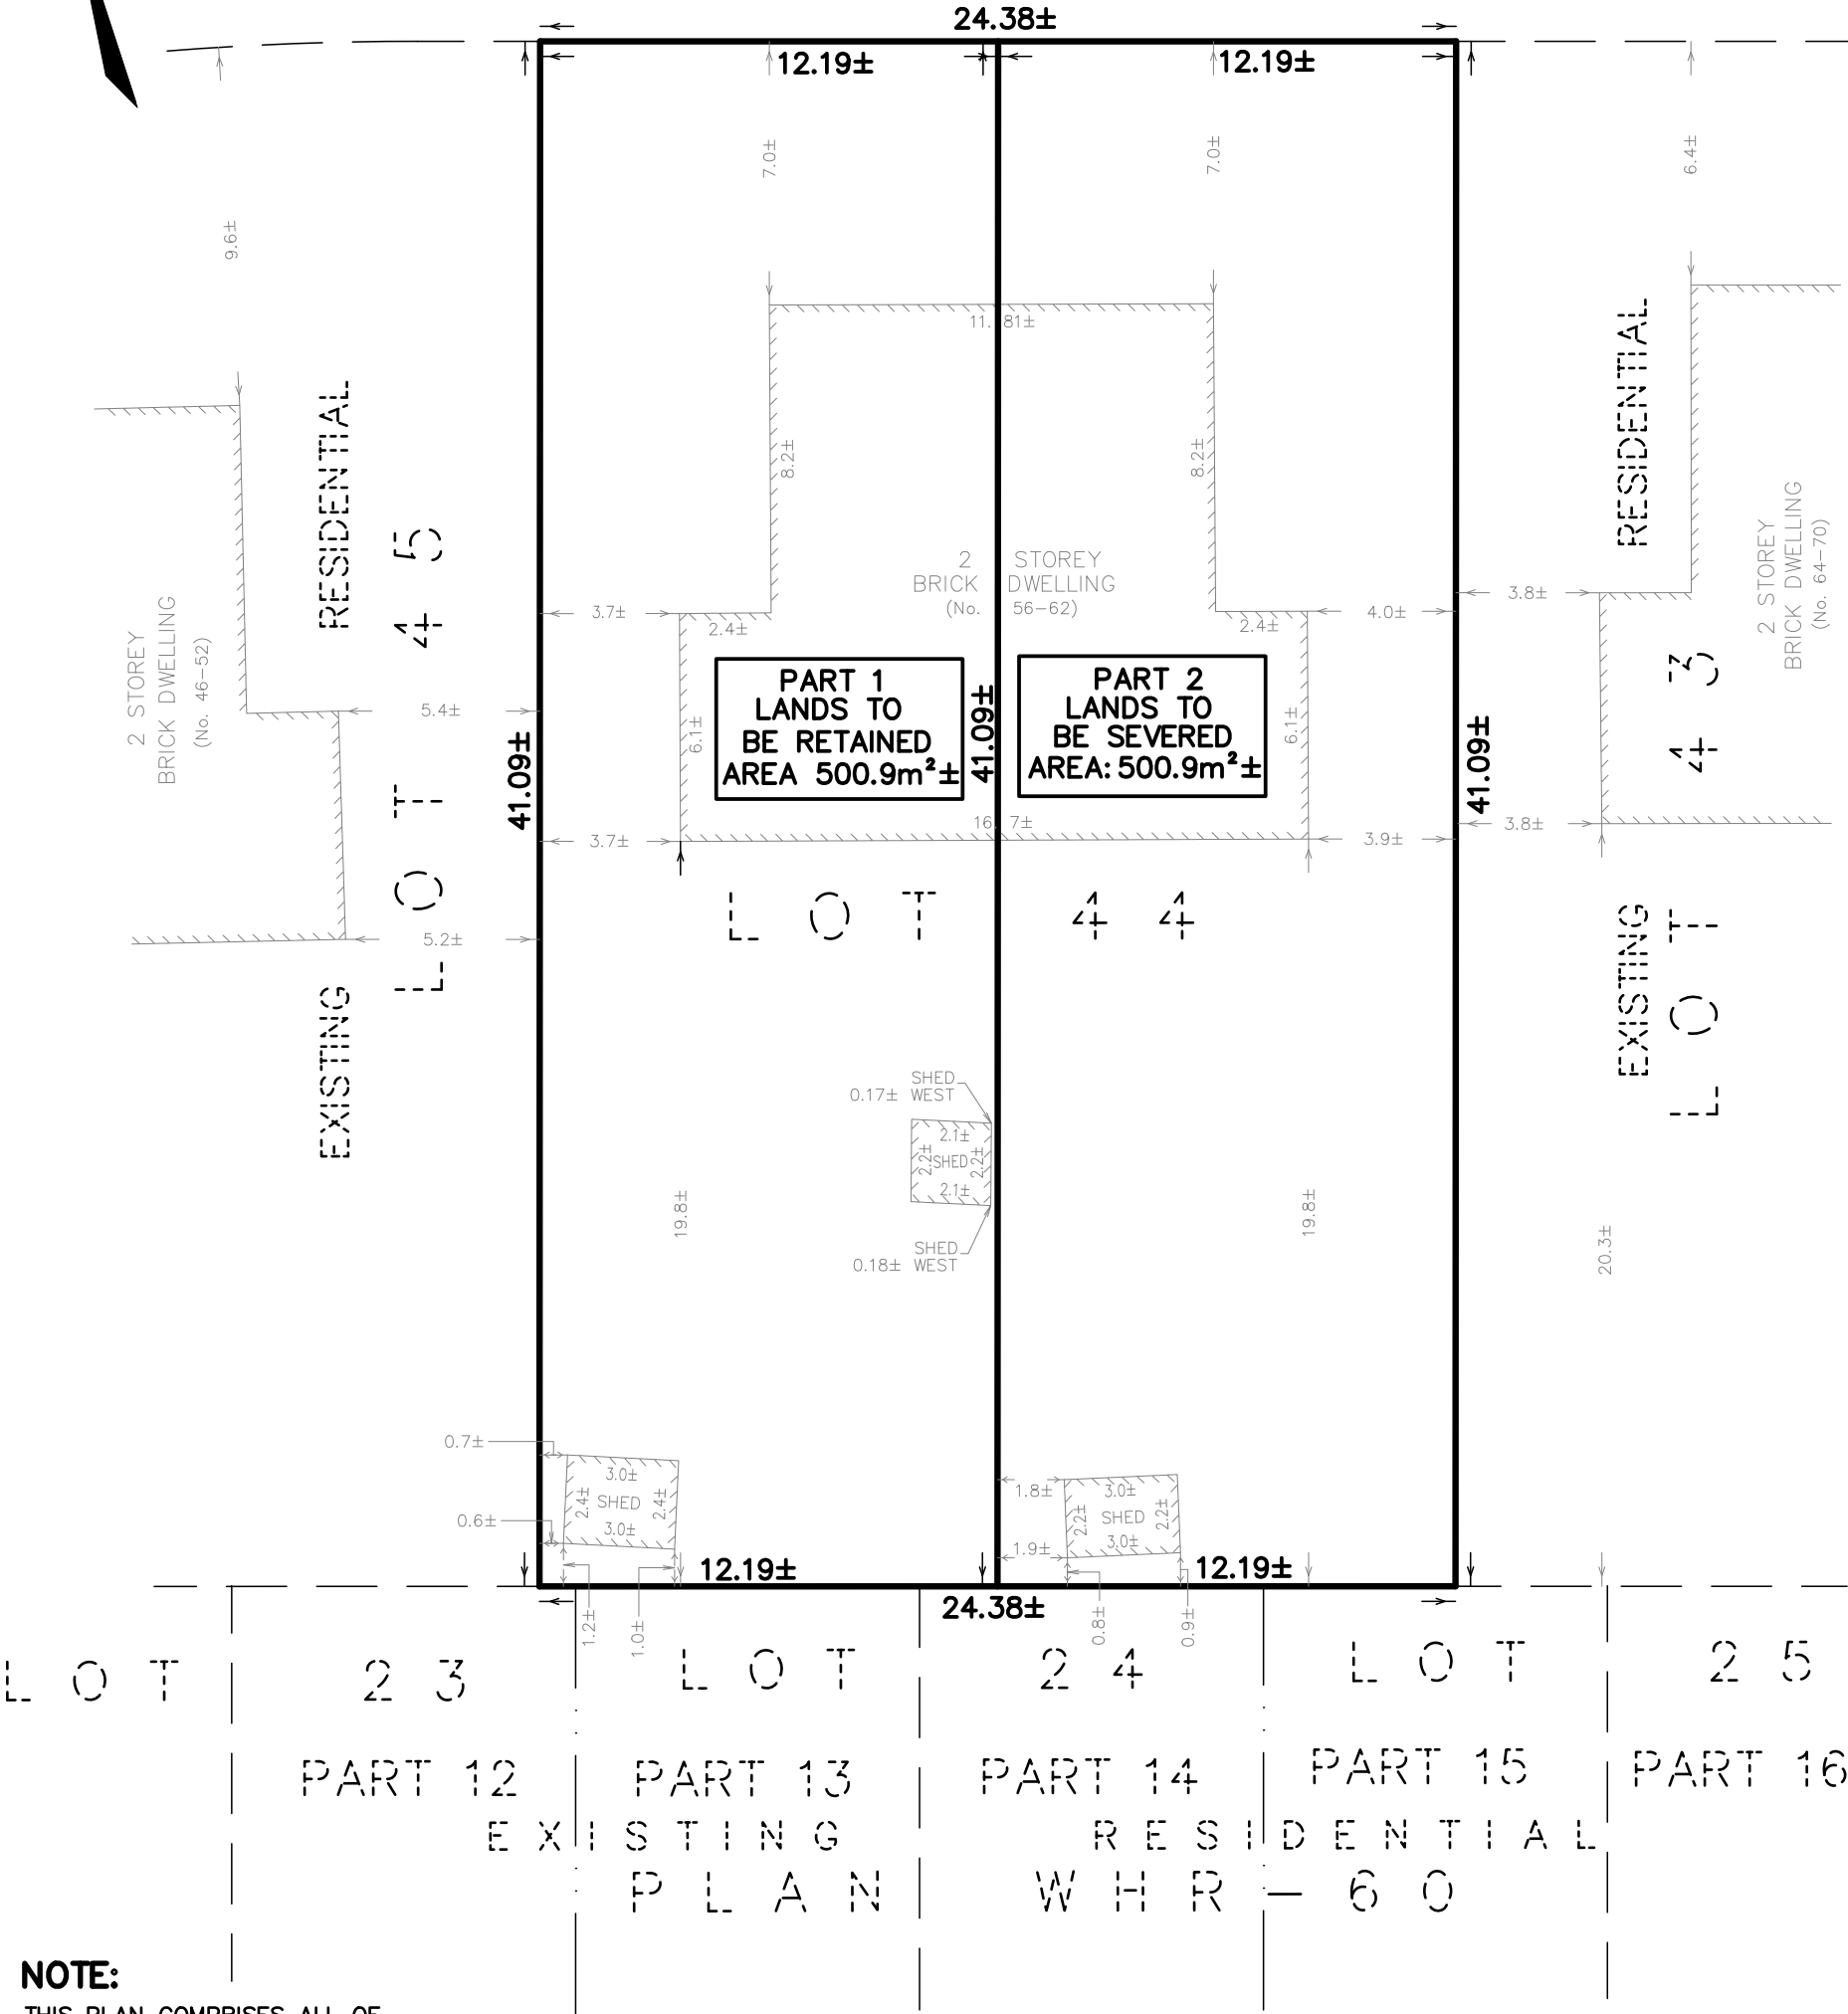 24.38±
12.19±
12.19±
7.0±
7.0±
6.4±
9.6±
11. 81±
8.2±
8.2±
RESIDENTIAL
RESIDENTIAL
2 STOREY
BRICK DWELLING
(No. 46-52)
2 STOREY
BRICK DWELLING
(No. 56-62)
2 STOREY
BRICK DWELLING
(No. 64-70)
3.7±
2.4±
2.4±
4.0±
3.8±
LOT 45
LOT 43
5.4±
6.1±
PART 1
LANDS TO
BE RETAINED
AREA 500.9m²±
41.09±
PART 2
LANDS TO
BE SEVERED
AREA: 500.9m²±
6.1±
41.09±
41.09±
16. 7±
3.7±
3.9±
3.8±
LOT 44
5.2±
EXISTING
EXISTING
SHED
0.17± WEST
2.1±
2.2±
SHED
2.2±
2.1±
SHED
0.18± WEST
19.8±
19.8±
20.3±
0.7±
3.0±
2.4±
SHED
2.4±
3.0±
0.6±
1.8±
3.0±
2.2±
SHED
2.2±
3.0±
1.9±
12.19±
12.19±
24.38±
1.2±
1.0±
0.8±
0.9±
LOT 23
LOT 24
LOT 25
PART 12
PART 13
PART 14
PART 15
PART 16
EXISTING RESIDENTIAL
PLAN WHR-60
NOTE:
THIS PLAN COMPRISES ALL OF